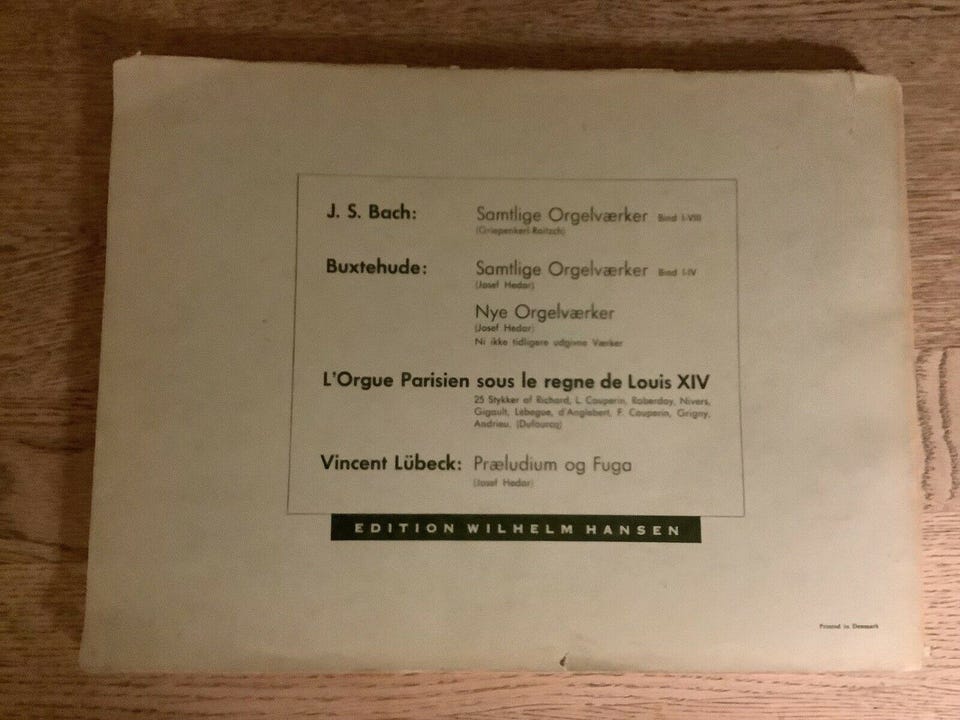 J. S. Bach: Samtlige Orgelværker Bind I-VIII
(Griepenkerl-Raitzsch)
Buxtehude: Samtlige Orgelværker Bind I-IV
(Josef Hedar)
Nye Orgelværker
(Josef Hedar)
Ni ikke tidligere udgivne Værker
L'Orgue Parisien sous le regne de Louis XIV
25 Stykker af Richard, L. Couperin, Roberday, Nivers,
Gigault, Lebegue, d'Anglebert, F. Couperin, Grigny,
Andrieu. (Dufourcq)
Vincent Lübeck: Præludium og Fuga
(Josef Hedar)
EDITION WILHELM HANSEN
Printed in Denmark